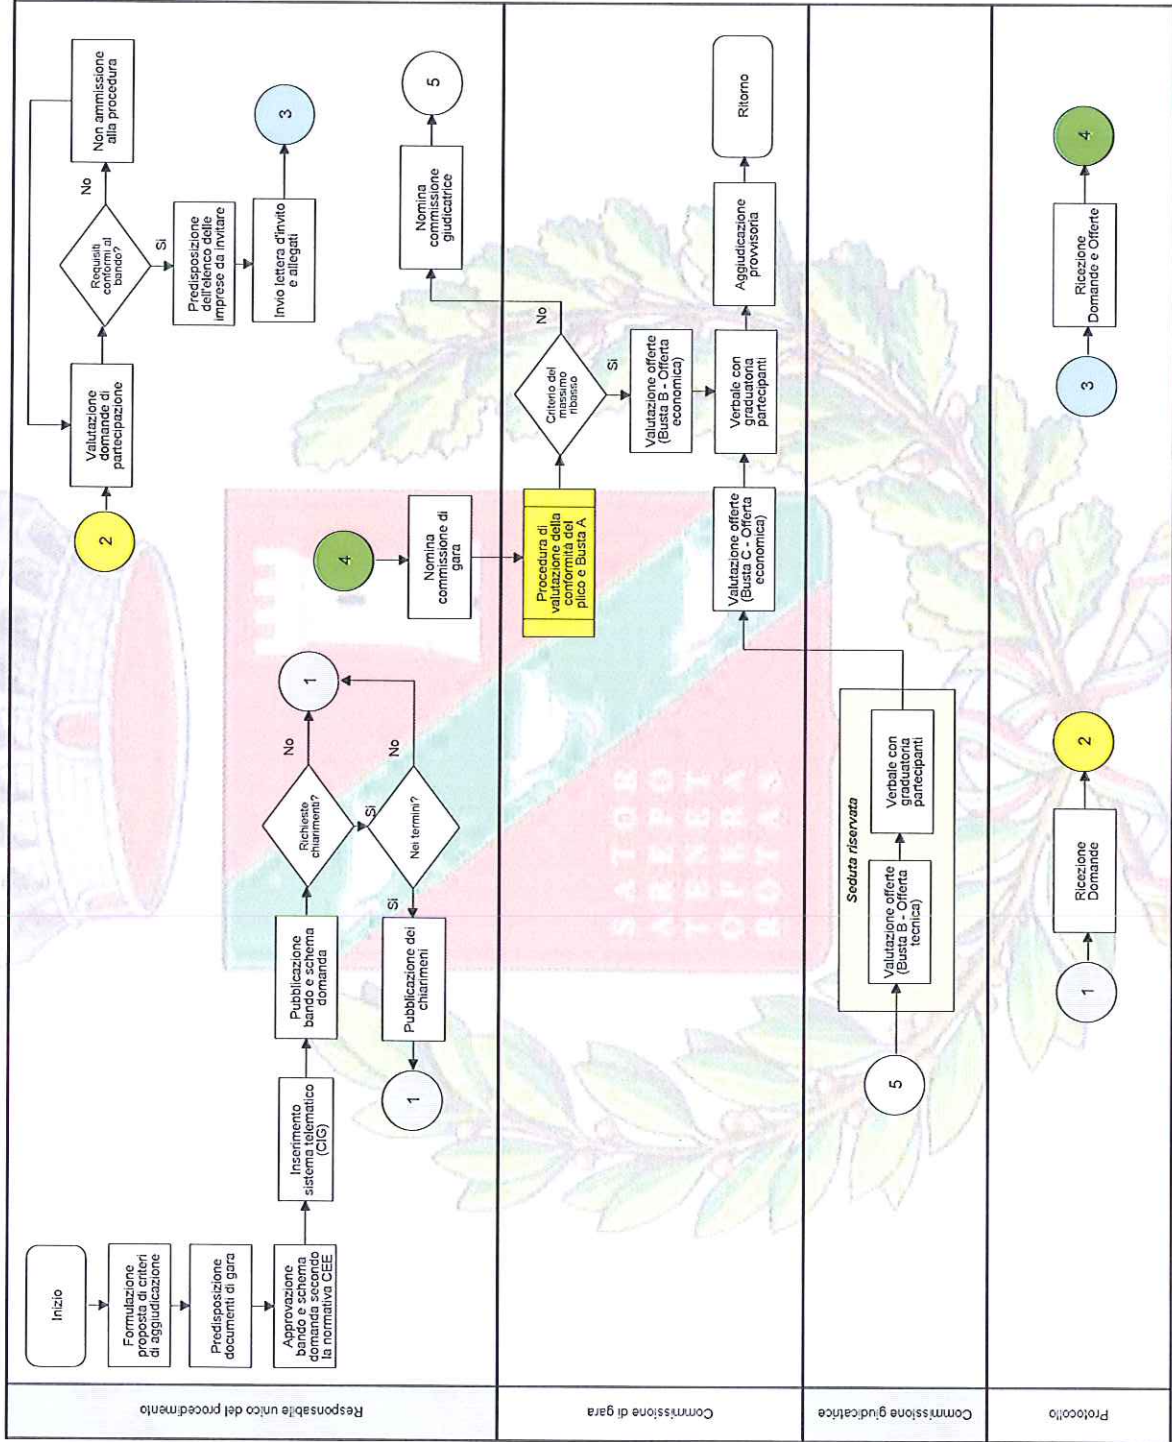 Responsabile unico del procedimento
Inizio
Formulazione
proposta di criteri
di aggiudicazione
Predisposizione
documenti di gara
Approvazione
bando e schema
domanda secondo
la normativa CEE
Inserimento
sistema telematico
(CIG)
Pubblicazione
bando e schema
domanda
Richieste
chiarimenti?
No
1
Si
Nei termini?
No
Si
Pubblicazione dei
chiarimeni
1
4
Nomina
commissione di
gara
2
Valutazione
domande di
partecipazione
Requisiti
conformi al
bando?
No
Non ammissione
alla procedura
Si
Predisposizione
dell'elenco delle
imprese da invitare
Invio lettera d'invito
e allegati
3
Nomina
commissione
giudicatrice
5
Commissione di gara
Procedura di
valutazione della
conformità del
plico e Busta A
Criterio del
massimo
ribasso
No
Si
Valutazione offerte
(Busta B - Offerta
economica)
Valutazione offerte
(Busta C - Offerta
economica)
Verbale con
graduatoria
partecipanti
Aggiudicazione
provvisoria
Ritorno
Commissione giudicatrice
5
Seduta riservata
Valutazione offerte
(Busta B - Offerta
tecnica)
Verbale con
graduatoria
partecipanti
Protocollo
1
Ricezione
Domande
2
3
Ricezione
Domande e Offerte
4
SATOR
AREPO
TENET
OPERA
ROTAS